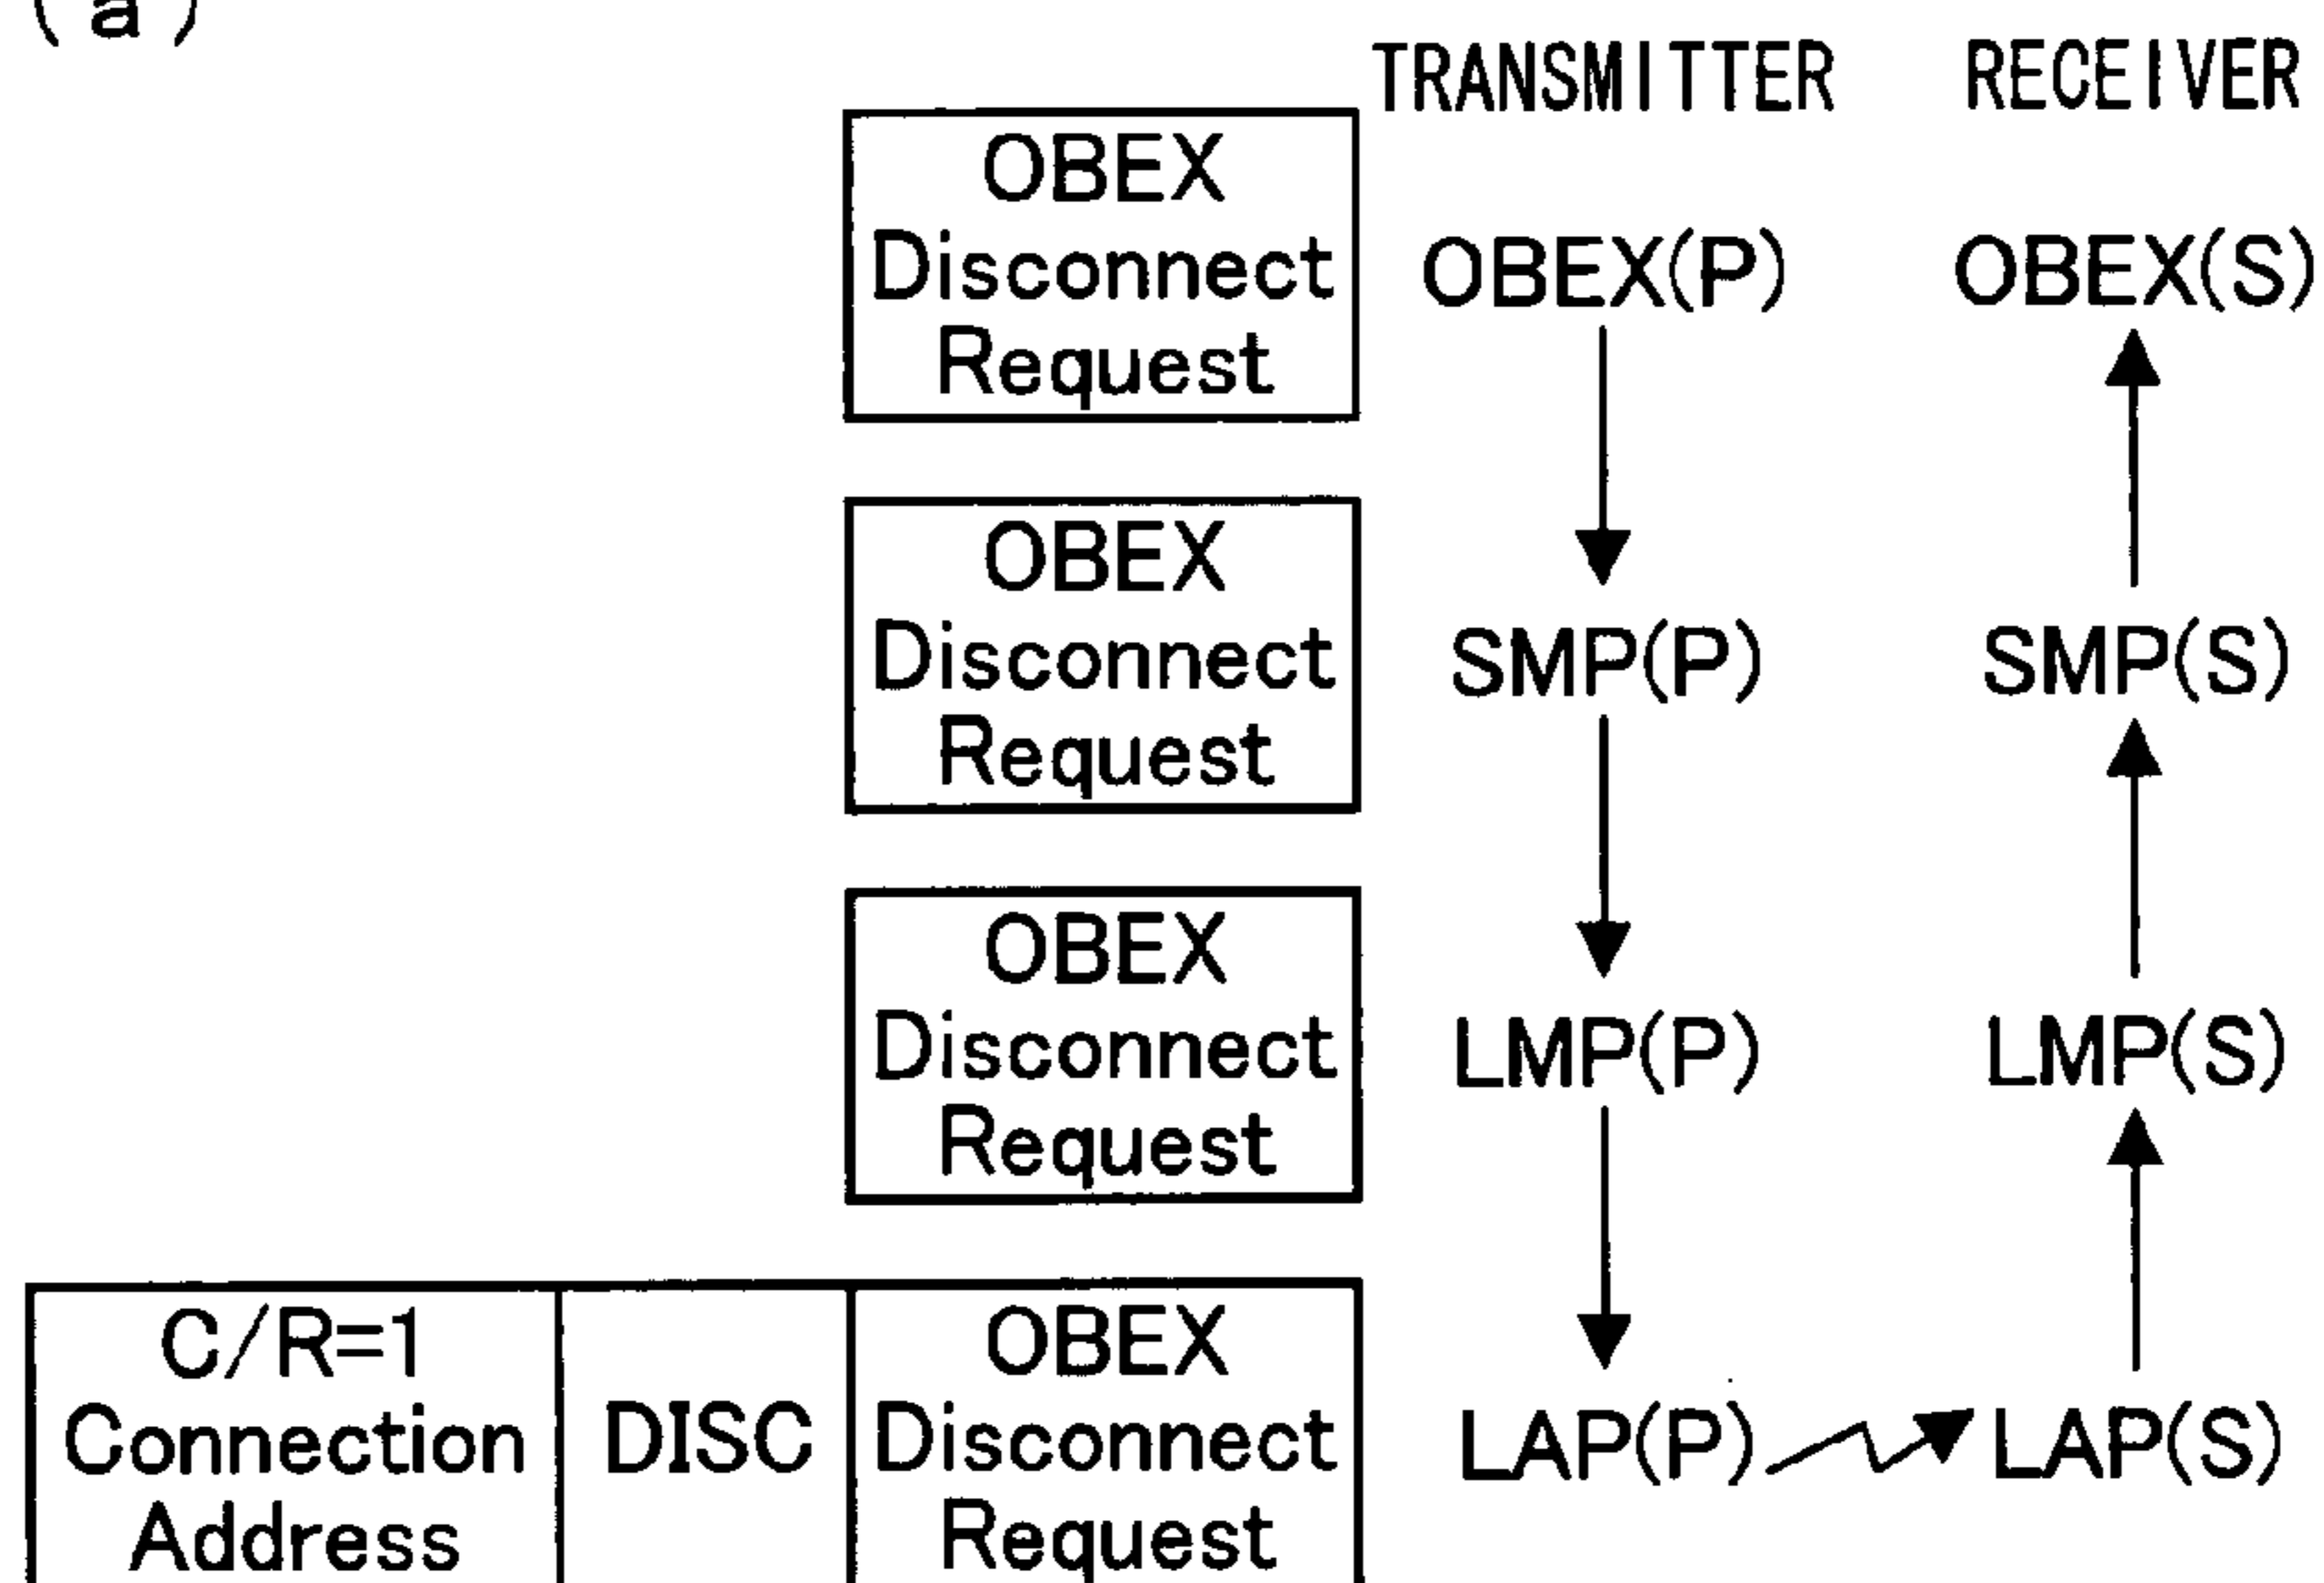 (a)
TRANSMITTER RECEIVER
OBEX
Disconnect
Request
OBEX(P) OBEX(S)
OBEX
Disconnect
Request
SMP(P) SMP(S)
OBEX
Disconnect
Request
LMP(P) LMP(S)
C/R=1
Connection
Address
DISC
OBEX
Disconnect
Request
LAP(P) LAP(S)